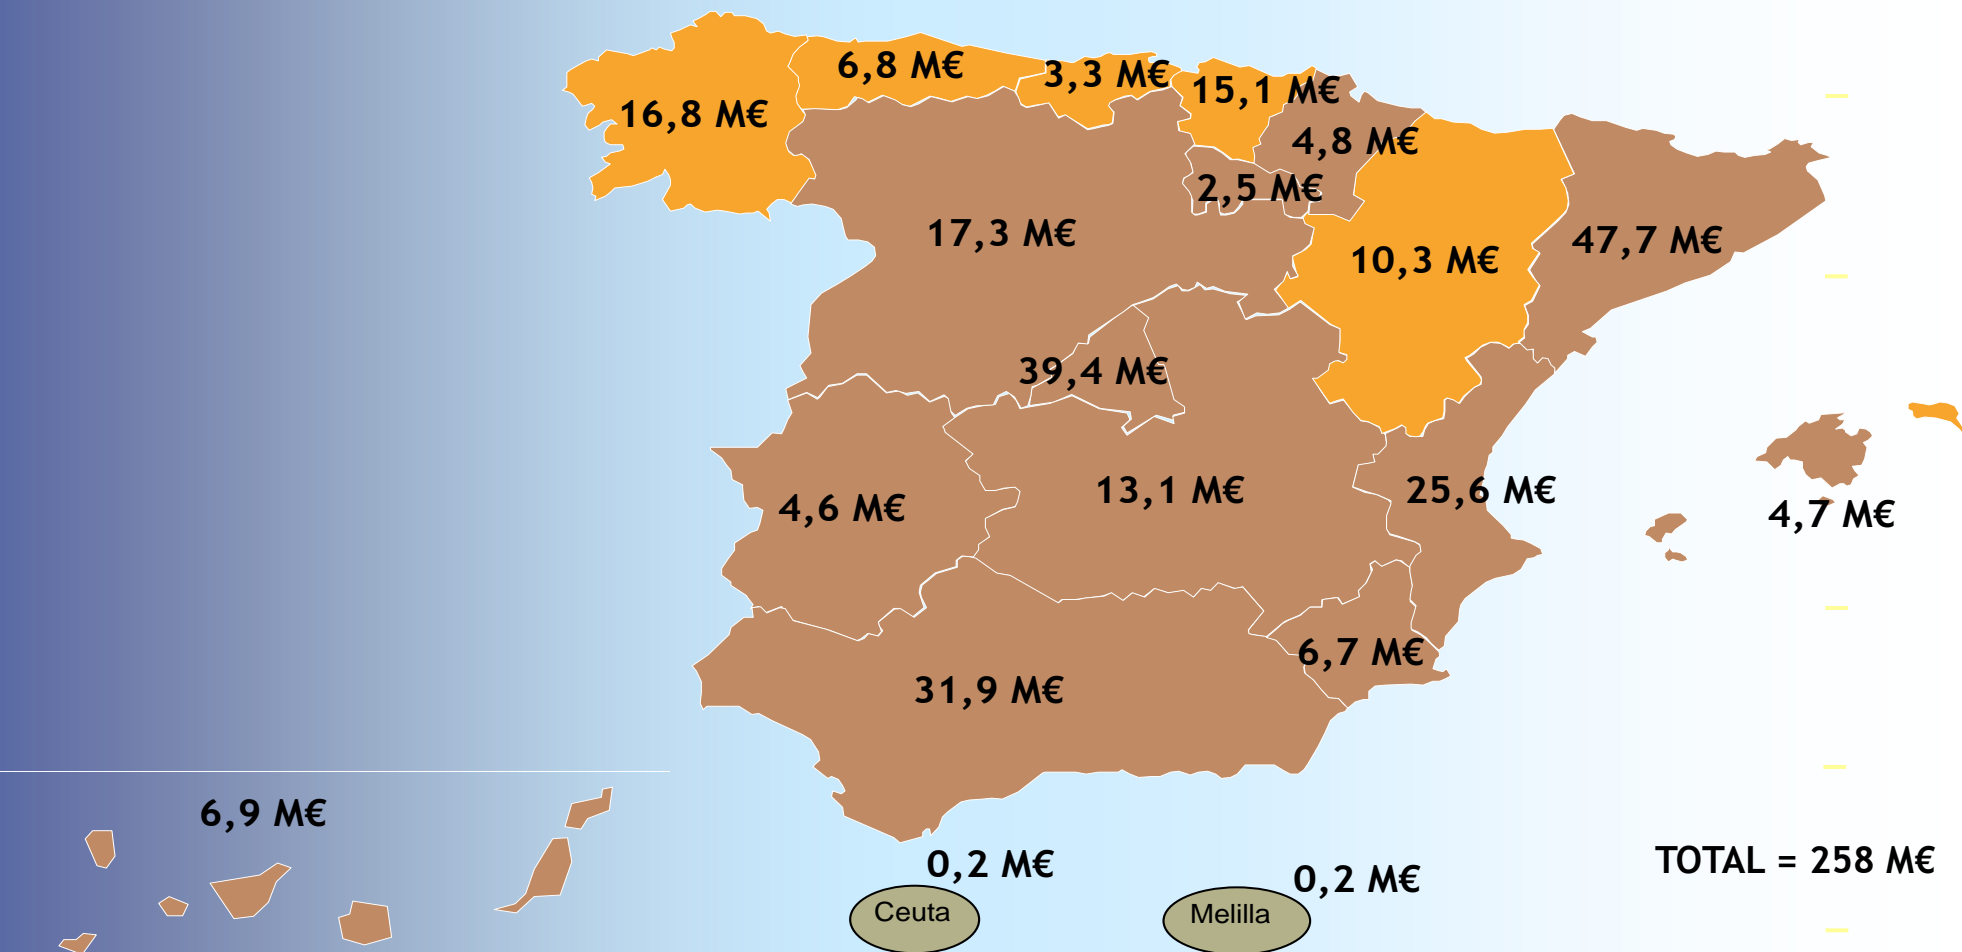 6,8 M€
3,3 M€
15,1 M€
16,8 M€
4,8 M€
2,5 M€
17,3 M€
47,7 M€
10,3 M€
39,4 M€
13,1 M€
25,6 M€
4,6 M€
4,7 M€
6,7 M€
31,9 M€
6,9 M€
0,2 M€
0,2 M€
TOTAL = 258 M€
Ceuta
Melilla